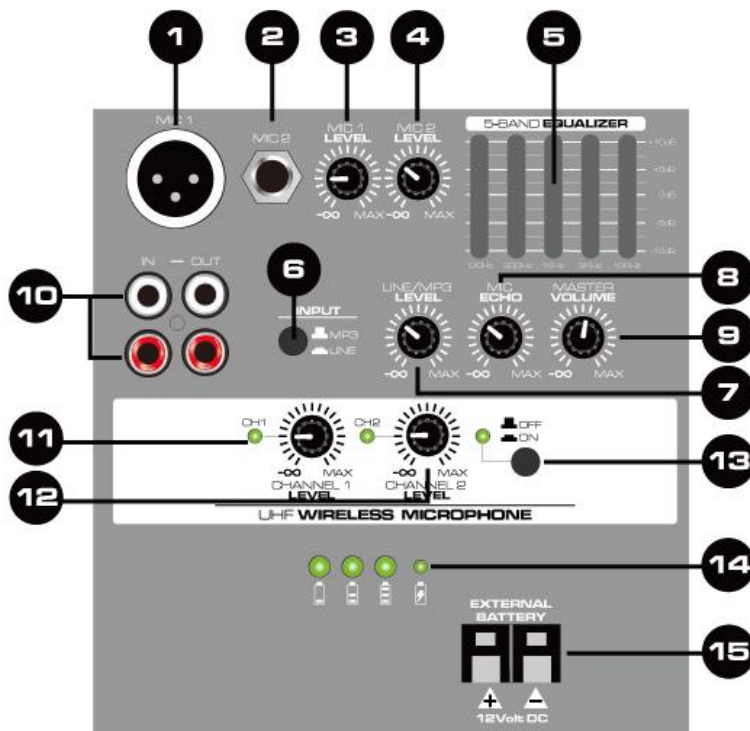 1 2 3 4 5
MIC 1
MIC 2
MIC 1
LEVEL
-∞ MAX
MIC 2
LEVEL
-∞ MAX
5-BAND EQUALIZER
+10dB
+5dB
0dB
-5dB
-10dB
100Hz
1KHz
10KHz
10
IN — OUT
6
INPUT
MP3
LINE
LINE/MP3
LEVEL
-∞ MAX
7
MIC
ECHO
-∞ MAX
8
MASTER
VOLUME
-∞ MAX
9
11
CH1
-∞ MAX
CHANNEL 1
LEVEL
12
CH2
-∞ MAX
CHANNEL 2
LEVEL
OFF
ON
13
UHF WIRELESS MICROPHONE
14
EXTERNAL
BATTERY
15
+ −
12Volt DC